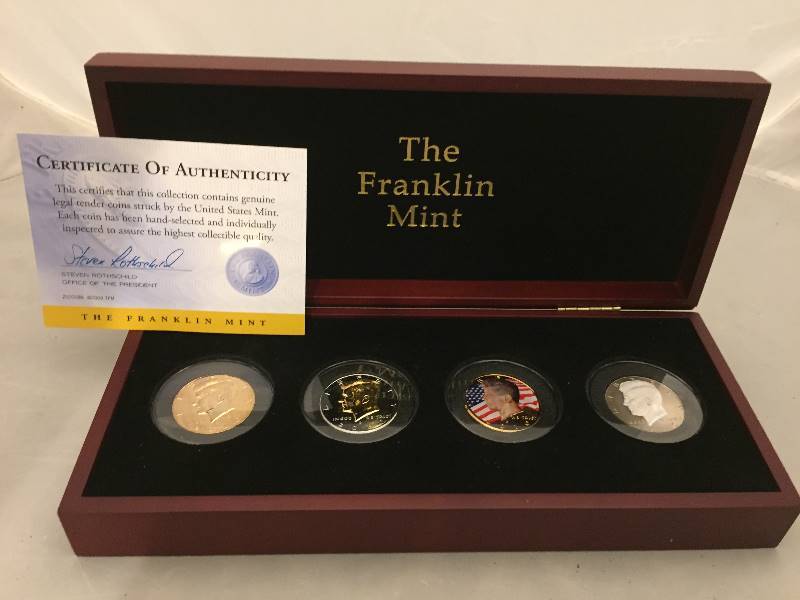 CERTIFICATE OF AUTHENTICITY
This certifies that this collection contains genuine
legal tender coins struck by the United States Mint.
Each coin has been hand-selected and individually
inspected to assure the highest collectible quality.
Steven Rothschild
STEVEN ROTHSCHILD
OFFICE OF THE PRESIDENT
THE FRANKLIN MINT
The
Franklin
Mint